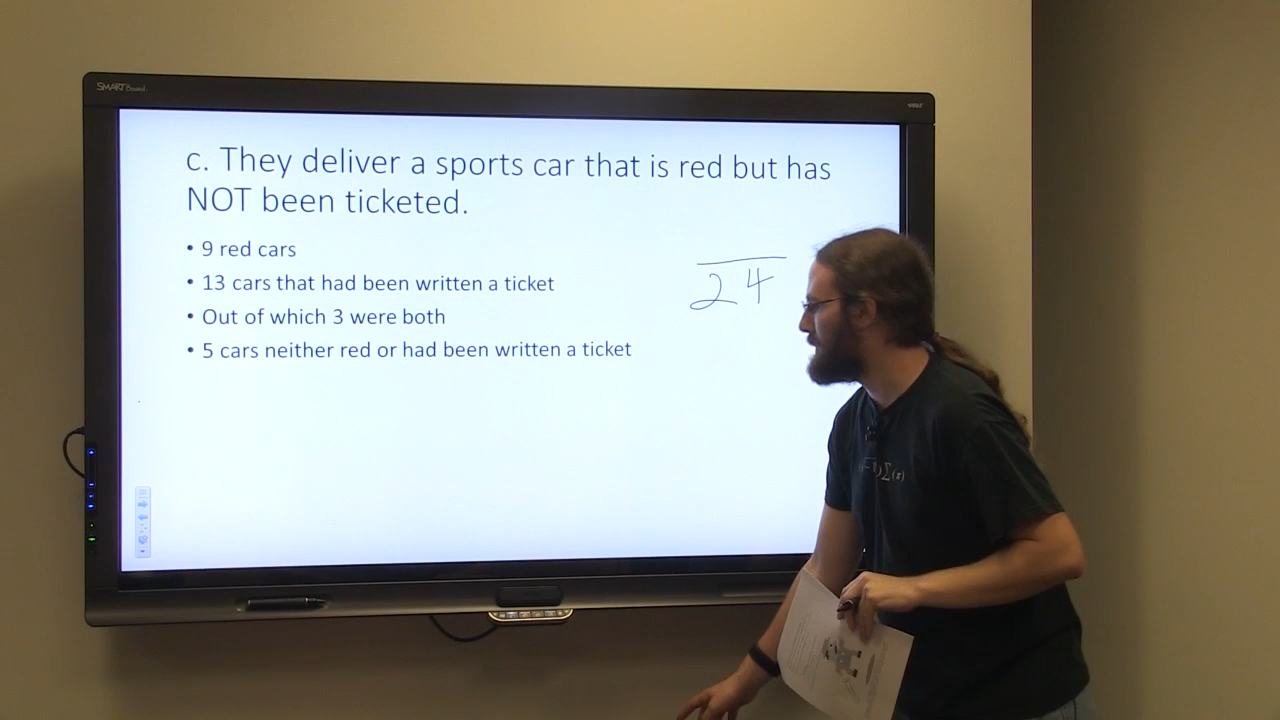 SMART Board
c. They deliver a sports car that is red but has
NOT been ticketed.
• 9 red cars
• 13 cars that had been written a ticket
• Out of which 3 were both
• 5 cars neither red or had been written a ticket
24